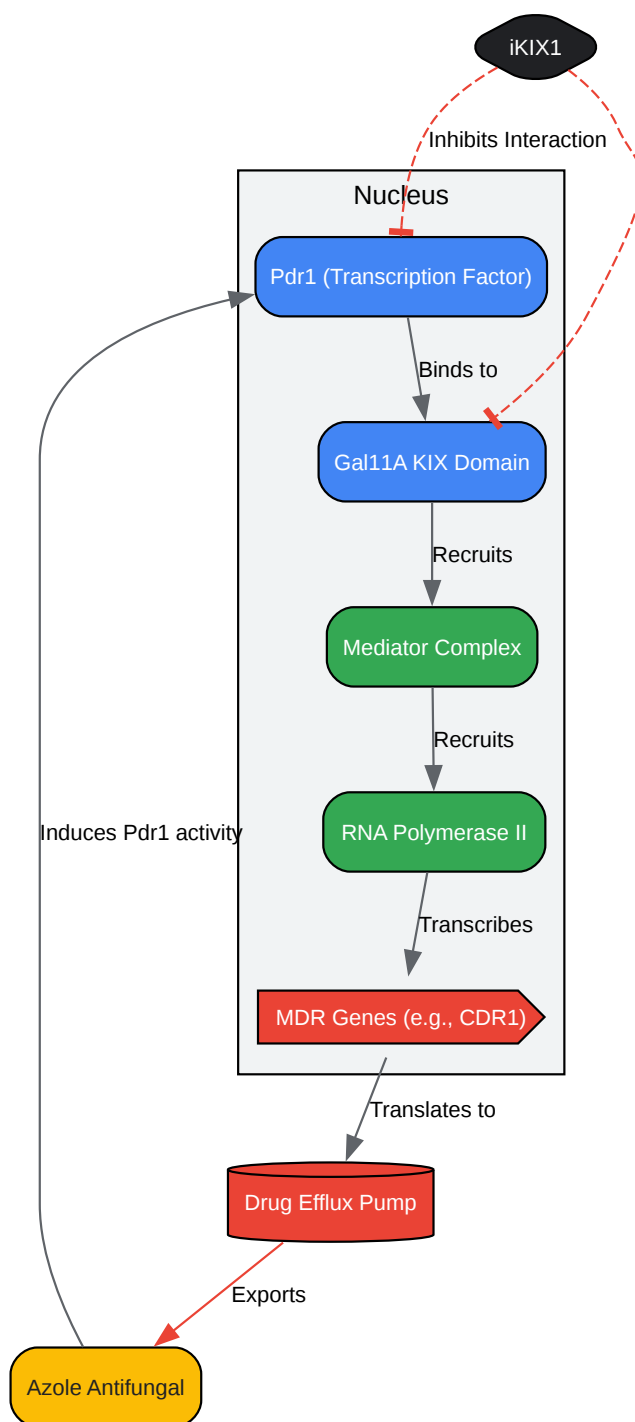 iKIX1
Inhibits Interaction
Nucleus
Pdr1 (Transcription Factor)
Binds to
Gal11A KIX Domain
Recruits
Mediator Complex
Recruits
RNA Polymerase II
Induces Pdr1 activity
Transcribes
MDR Genes (e.g., CDR1)
Translates to
Drug Efflux Pump
Exports
Azole Antifungal